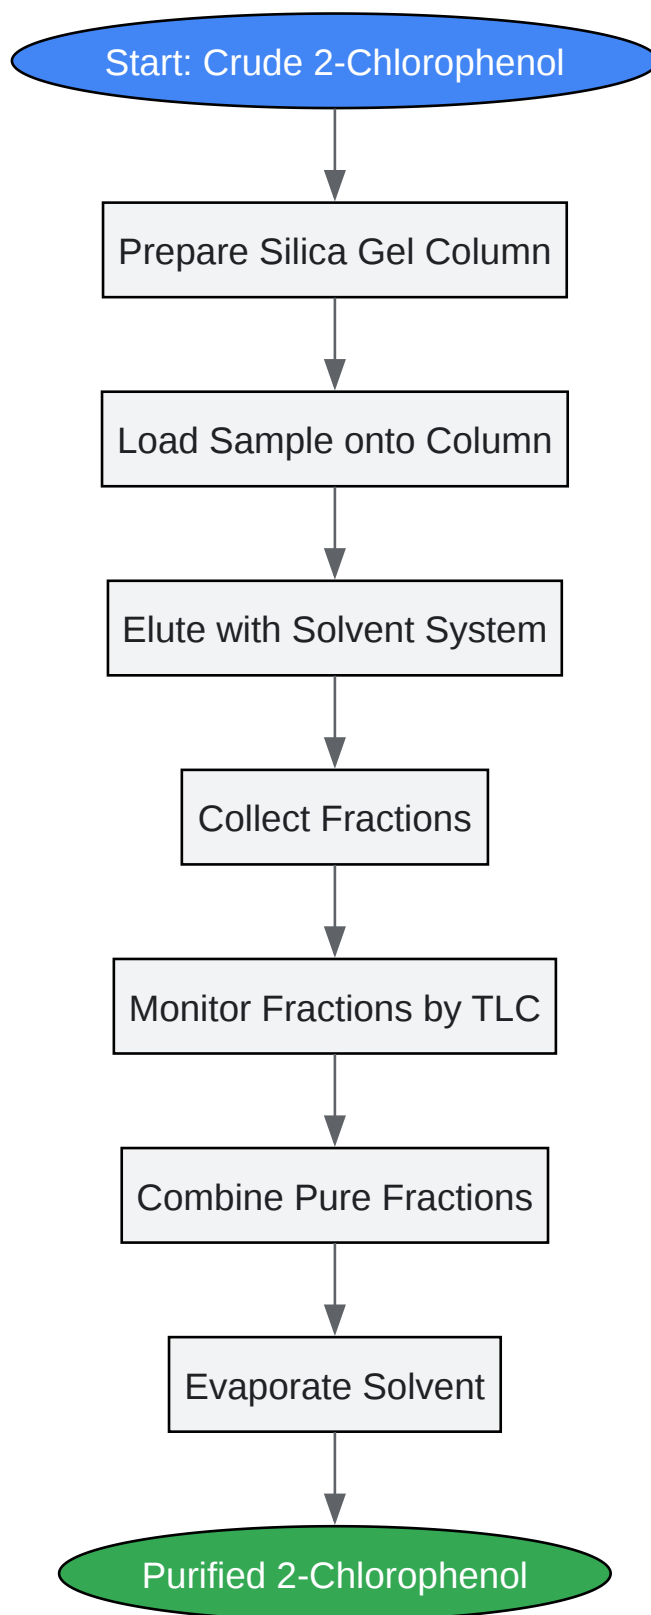 Start: Crude 2-Chlorophenol
Prepare Silica Gel Column
Load Sample onto Column
Elute with Solvent System
Collect Fractions
Monitor Fractions by TLC
Combine Pure Fractions
Evaporate Solvent
Purified 2-Chlorophenol